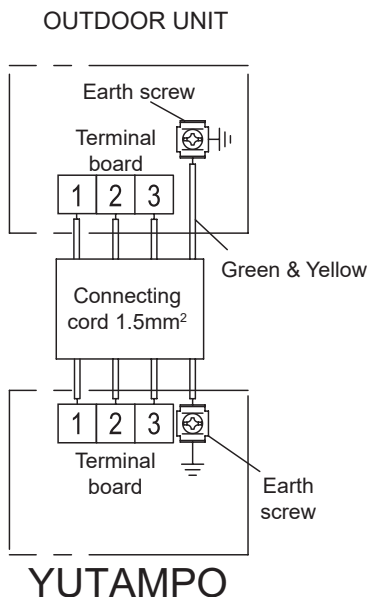 OUTDOOR UNIT
Earth screw
Terminal
board
1 2 3
Green & Yellow
Connecting
cord 1.5mm²
1 2 3
Terminal
board
Earth
screw
YUTAMPO